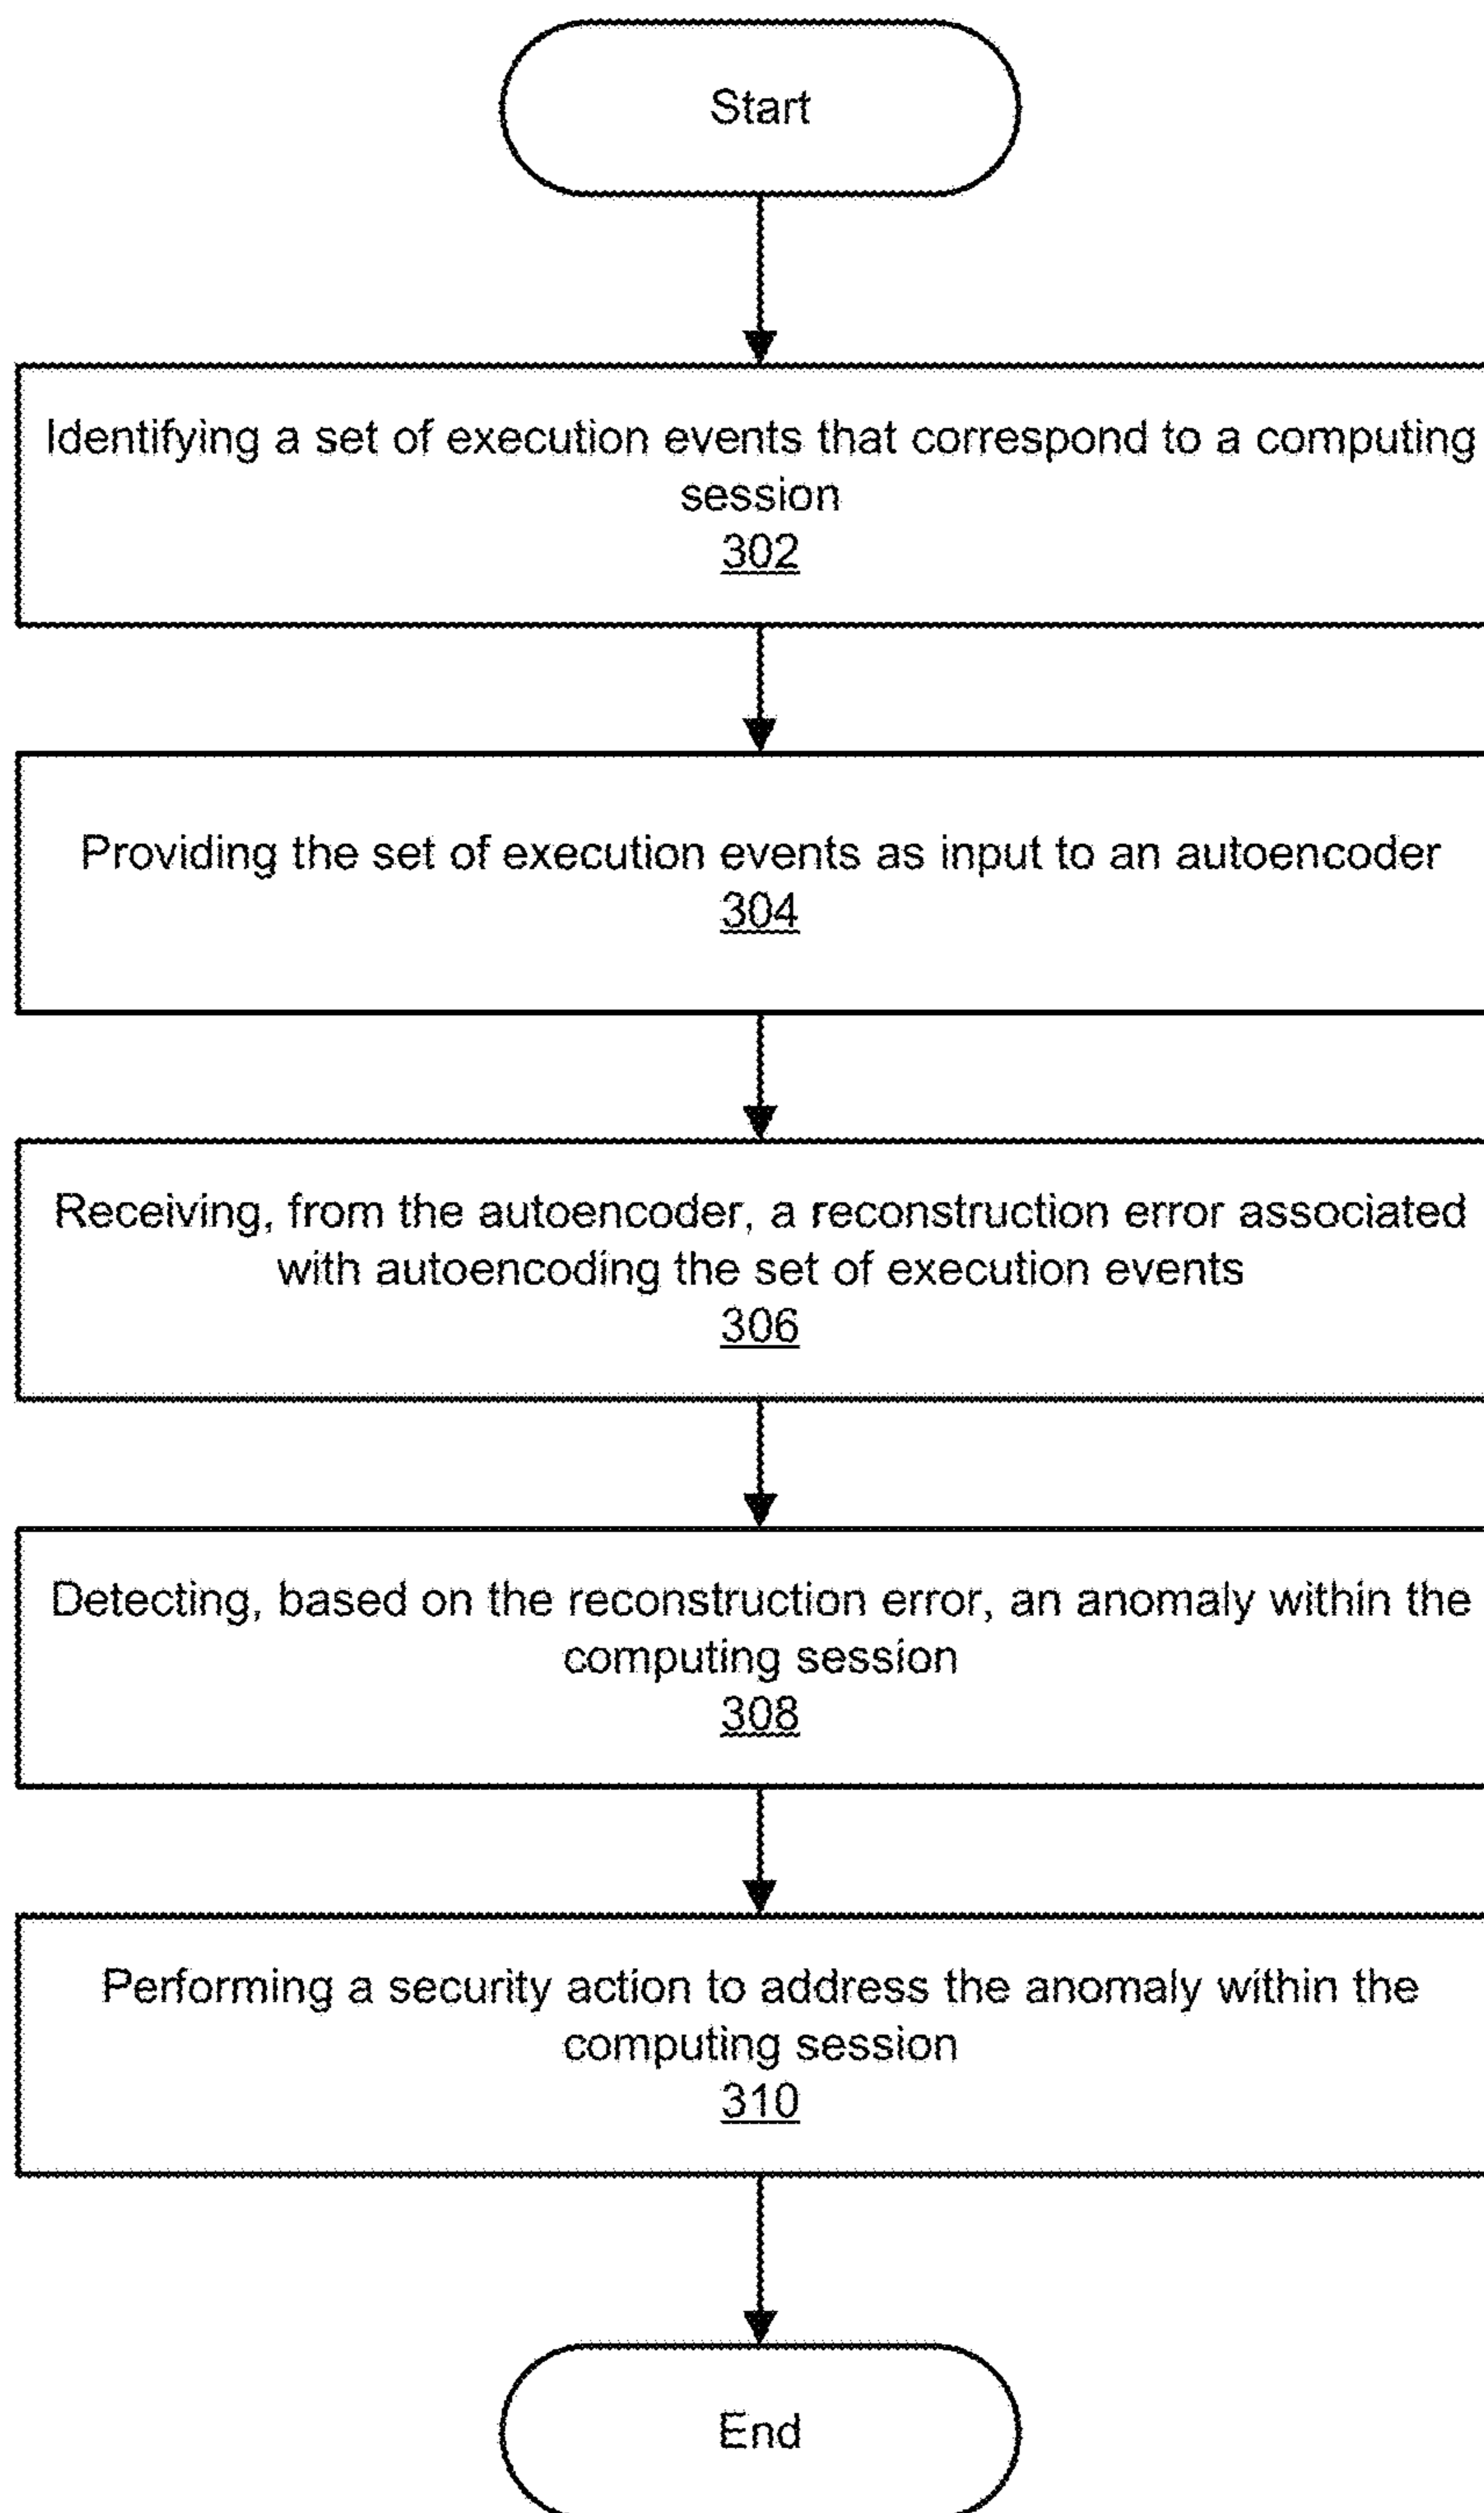 Start
Identifying a set of execution events that correspond to a computing
session
302
Providing the set of execution events as input to an autoencoder
304
Receiving, from the autoencoder, a reconstruction error associated
with autoencoding the set of execution events
306
Detecting, based on the reconstruction error, an anomaly within the
computing session
308
Performing a security action to address the anomaly within the
computing session
310
End